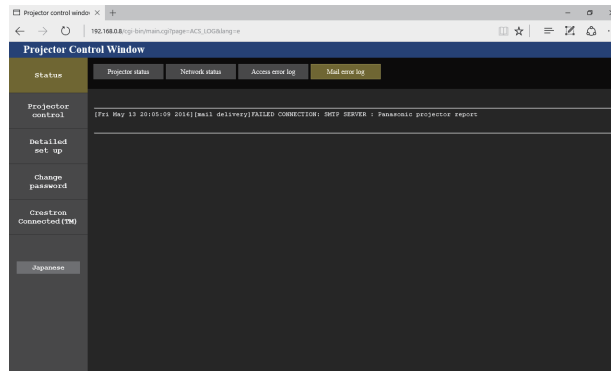 Projector control window
192.168.0.8/cgi-bin/main.cgi?page=ACS_LOG&lang=e
Projector Control Window
Status
Projector status
Network status
Access error log
Mail error log
Projector
control
[Fri May 13 20:05:09 2016][mail delivery]FAILED CONNECTION: SMTP SERVER : Panasonic projector report
Detailed
set up
Change
password
Crestron
Connected(TM)
Japanese